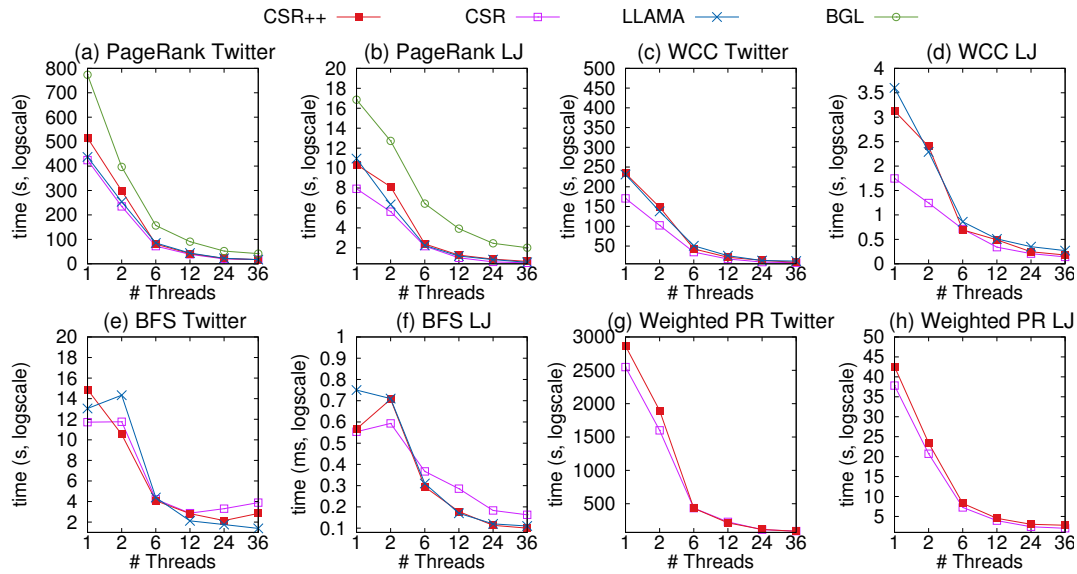 CSR++ CSR LLAMA BGL
(a) PageRank Twitter
time (s, logscale)
800
700
600
500
400
300
200
100
0
1 2 6 12 24 36
# Threads
(b) PageRank LJ
time (s, logscale)
20
18
16
14
12
10
8
6
4
2
1 2 6 12 24 36
# Threads
(c) WCC Twitter
time (s, logscale)
500
450
400
350
300
250
200
150
100
50
1 2 6 12 24 36
# Threads
(d) WCC LJ
time (s, logscale)
4
3.5
3
2.5
2
1.5
1
0.5
0
1 2 6 12 24 36
# Threads
(e) BFS Twitter
time (s, logscale)
20
18
16
14
12
10
8
6
4
2
1 2 6 12 24 36
# Threads
(f) BFS LJ
time (ms, logscale)
1
0.9
0.8
0.7
0.6
0.5
0.4
0.3
0.2
0.1
1 2 6 12 24 36
# Threads
(g) Weighted PR Twitter
time (s, logscale)
3000
2500
2000
1500
1000
500
1 2 6 12 24 36
# Threads
(h) Weighted PR LJ
time (s, logscale)
50
45
40
35
30
25
20
15
10
5
1 2 6 12 24 36
# Threads